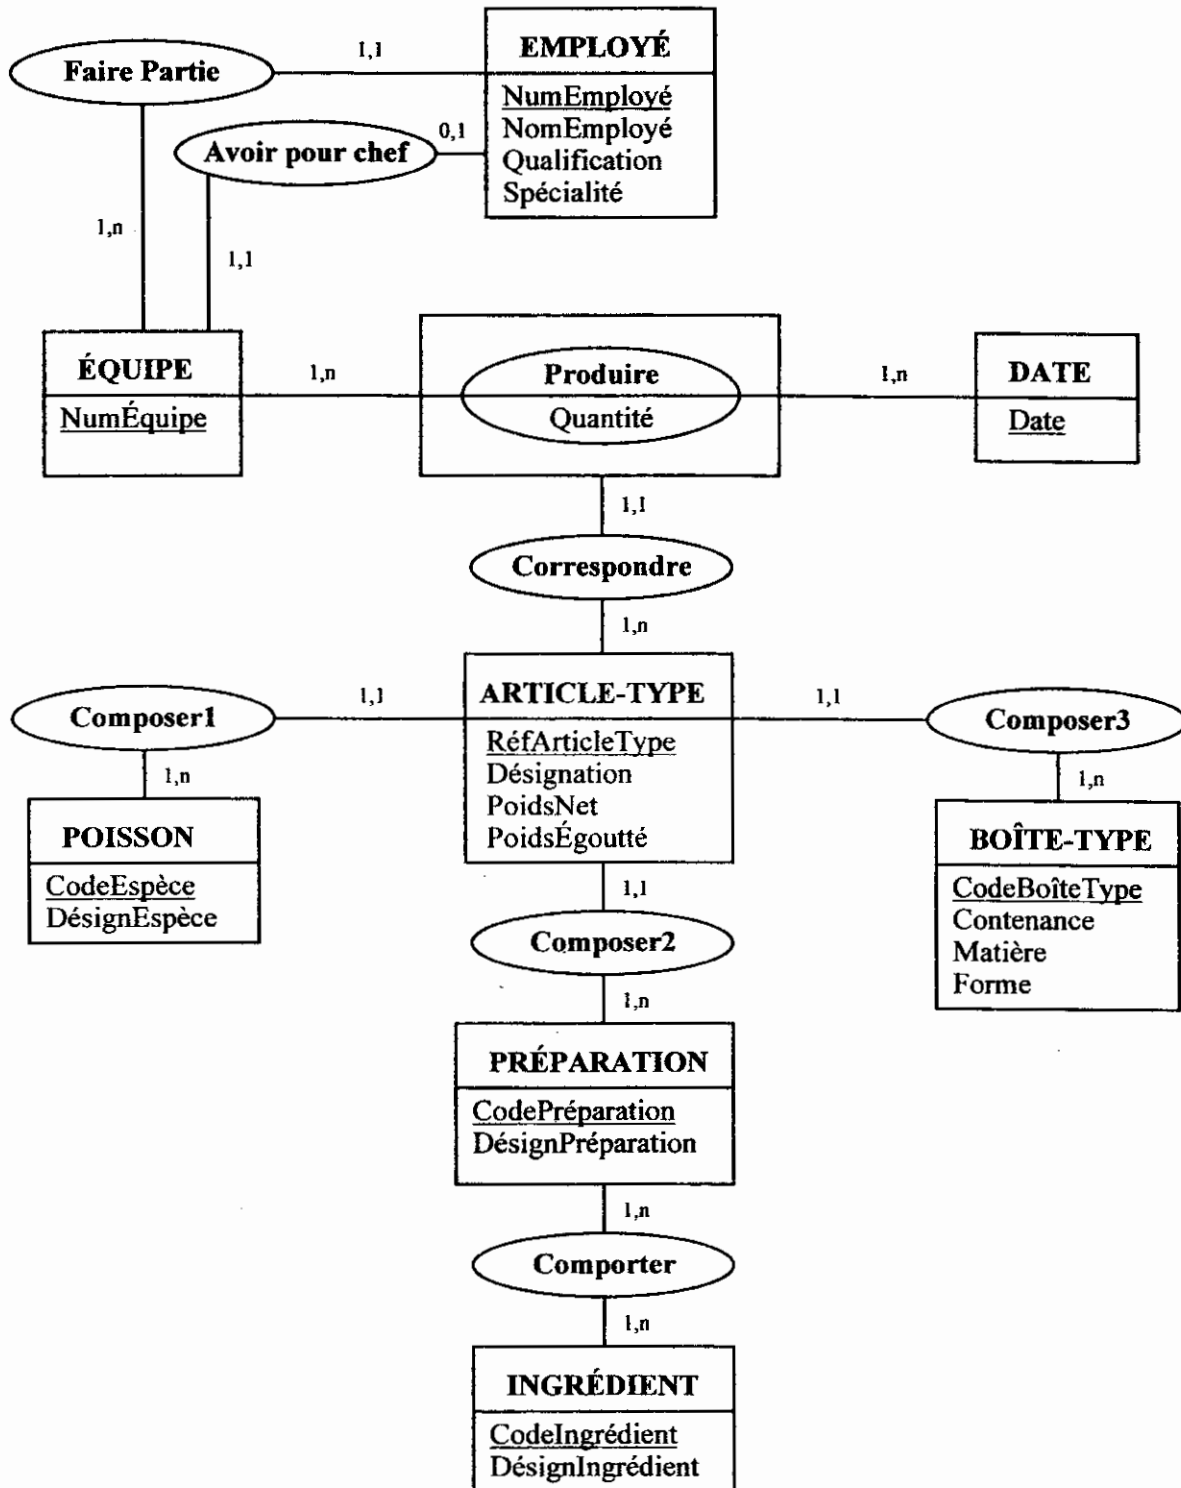 EMPLOYÉ
1,1
Faire Partie
NumEmployé
NomEmployé
0,1
Avoir pour chef
Qualification
Spécialité
1,n
1,1
ÉQUIPE
1,n
Produire
1,n
DATE
NumÉquipe
Quantité
Date
1,1
Correspondre
1,n
ARTICLE-TYPE
1,1
1,1
Composer1
Composer3
RéfArticleType
Désignation
PoidsNet
PoidsÉgoutté
1,n
1,n
POISSON
BOÎTE-TYPE
CodeEspèce
DésignEspèce
CodeBoîteType
Contenance
Matière
Forme
1,1
Composer2
1,n
PRÉPARATION
CodePréparation
DésignPréparation
1,n
Comporter
1,n
INGRÉDIENT
CodeIngrédient
DésignIngrédient